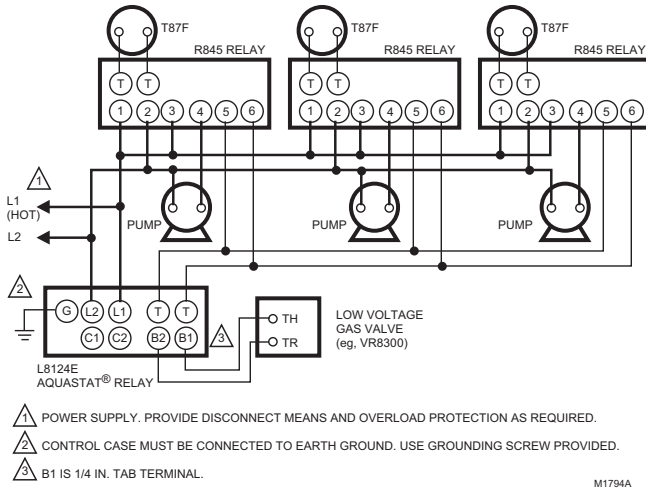 T87F T87F T87F
R845 RELAY R845 RELAY R845 RELAY
T T T T T T
1 2 3 4 5 6 1 2 3 4 5 6 1 2 3 4 5 6
1
L1
(HOT)
L2
PUMP PUMP PUMP
2
G L2 L1 T T
C1 C2 B2 B1
3
TH
TR
LOW VOLTAGE
GAS VALVE
(eg, VR8300)
L8124E
AQUASTAT® RELAY
1 POWER SUPPLY. PROVIDE DISCONNECT MEANS AND OVERLOAD PROTECTION AS REQUIRED.
2 CONTROL CASE MUST BE CONNECTED TO EARTH GROUND. USE GROUNDING SCREW PROVIDED.
3 B1 IS 1/4 IN. TAB TERMINAL.
M1794A